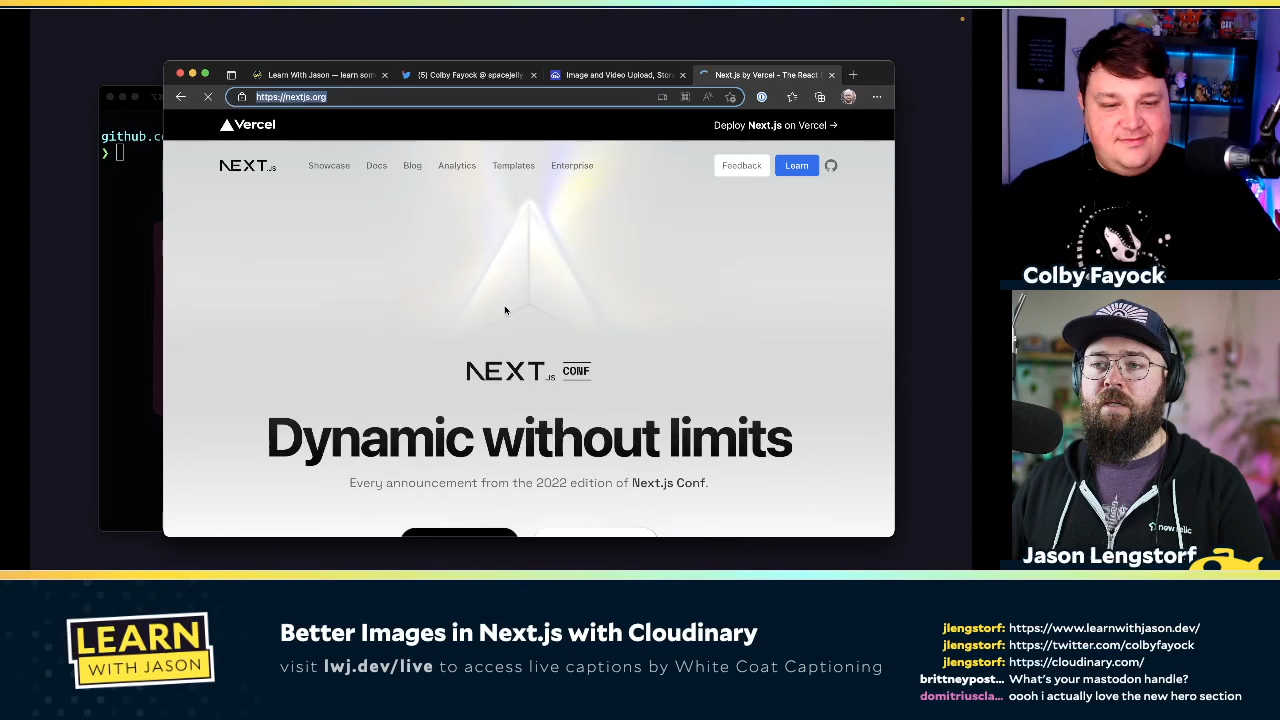 Learn With Jason — learn som
(5) Colby Fayock @ spacejelly
Image and Video Upload, Stor
Next.js by Vercel - The React F
https://nextjs.org
github.c
❯
Vercel
Deploy Next.js on Vercel →
NEXT.JS
Showcase
Docs
Blog
Analytics
Templates
Enterprise
Feedback
Learn
NEXT.JS CONF
Dynamic without limits
Every announcement from the 2022 edition of Next.js Conf.
Colby Fayock
new relic
Jason Lengstorf
LEARN
WITH JASON
Better Images in Next.js with Cloudinary
visit lwj.dev/live to access live captions by White Coat Captioning
jlengstorf: https://www.learnwithjason.dev/
jlengstorf: https://twitter.com/colbyfayock
jlengstorf: https://cloudinary.com/
brittneypost... What's your mastodon handle?
domitriuscla... oooh i actually love the new hero section